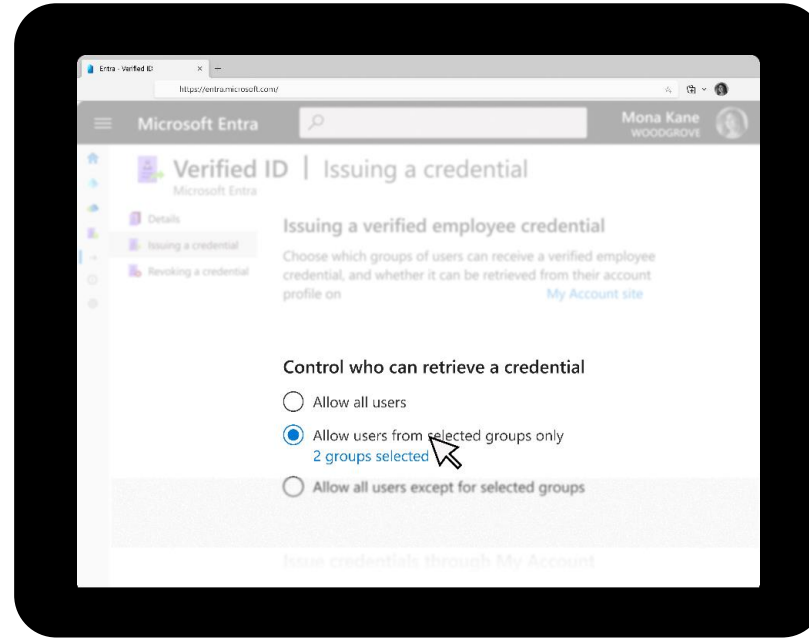 Entra - Verified ID
https://entra.microsoft.com/
Microsoft Entra
Mona Kane
WOODGROVE
Verified ID | Issuing a credential
Microsoft Entra
Details
Issuing a credential
Revoking a credential
Issuing a verified employee credential
Choose which groups of users can receive a verified employee
credential, and whether it can be retrieved from their account
profile on My Account site
Control who can retrieve a credential
Allow all users
Allow users from selected groups only
2 groups selected
Allow all users except for selected groups
Issue credentials through My Account